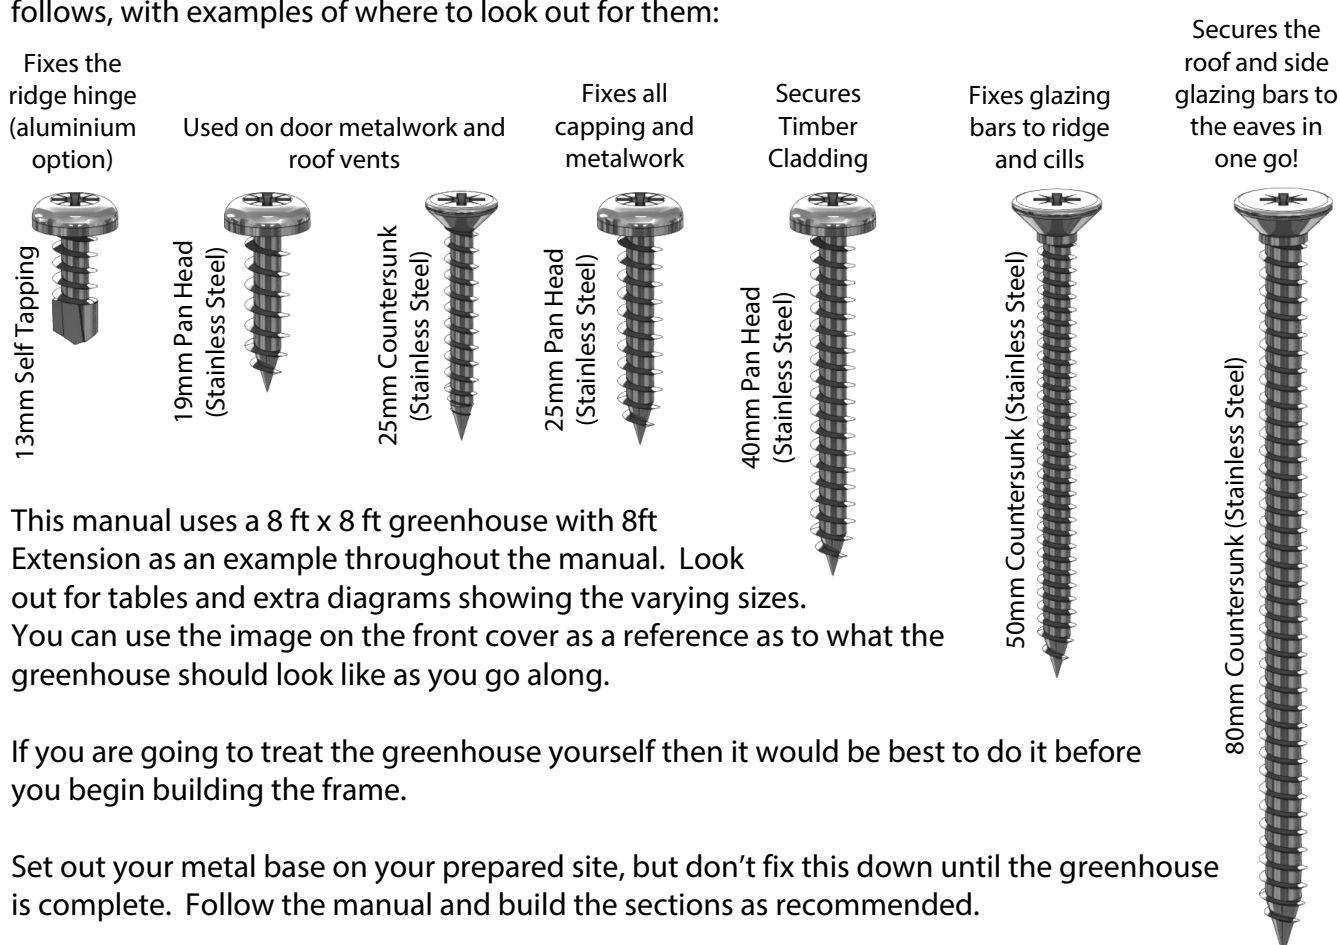 follows, with examples of where to look out for them:
Fixes the
ridge hinge
(aluminium
option)
13mm Self Tapping
Used on door metalwork and
roof vents
19mm Pan Head
(Stainless Steel)
25mm Countersunk
(Stainless Steel)
Fixes all
capping and
metalwork
25mm Pan Head
(Stainless Steel)
Secures
Timber
Cladding
40mm Pan Head
(Stainless Steel)
Fixes glazing
bars to ridge
and cills
50mm Countersunk (Stainless Steel)
Secures the
roof and side
glazing bars to
the eaves in
one go!
80mm Countersunk (Stainless Steel)
This manual uses a 8 ft x 8 ft greenhouse with 8ft
Extension as an example throughout the manual.  Look
out for tables and extra diagrams showing the varying sizes.
You can use the image on the front cover as a reference as to what the
greenhouse should look like as you go along.
If you are going to treat the greenhouse yourself then it would be best to do it before
you begin building the frame.
Set out your metal base on your prepared site, but don’t fix this down until the greenhouse
is complete.  Follow the manual and build the sections as recommended.